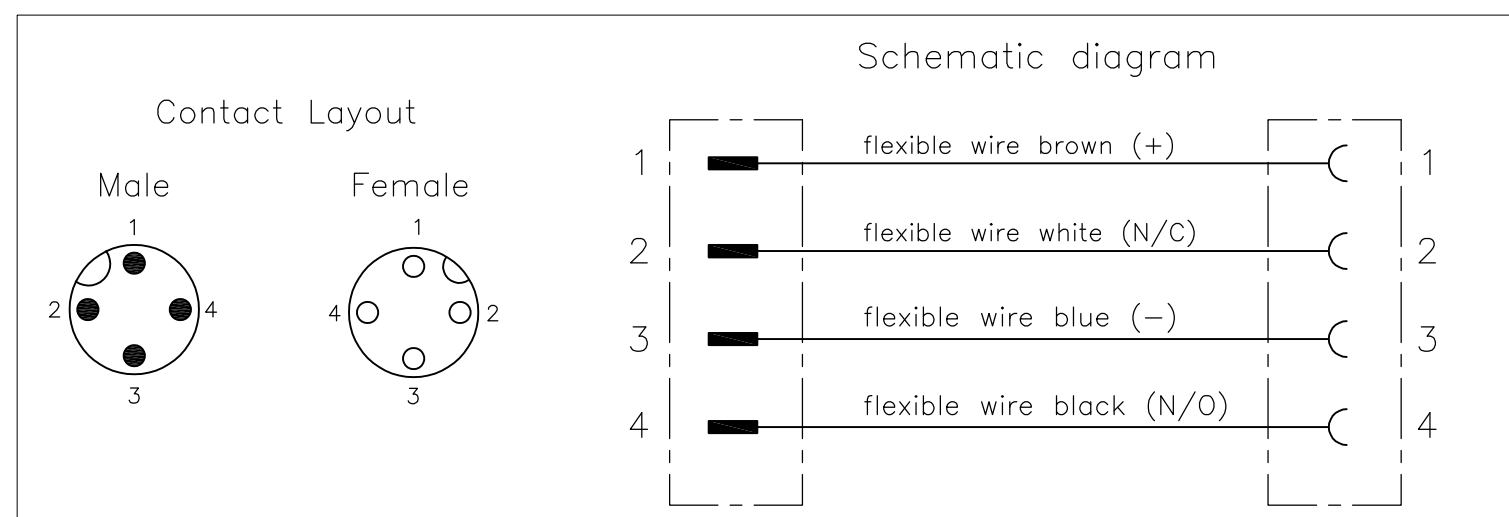 Schematic diagram
Contact Layout
Male Female
1 1
2 4 4 2
3 3
1 flexible wire brown (+) 1
2 flexible wire white (N/C) 2
3 flexible wire blue (-) 3
4 flexible wire black (N/O) 4